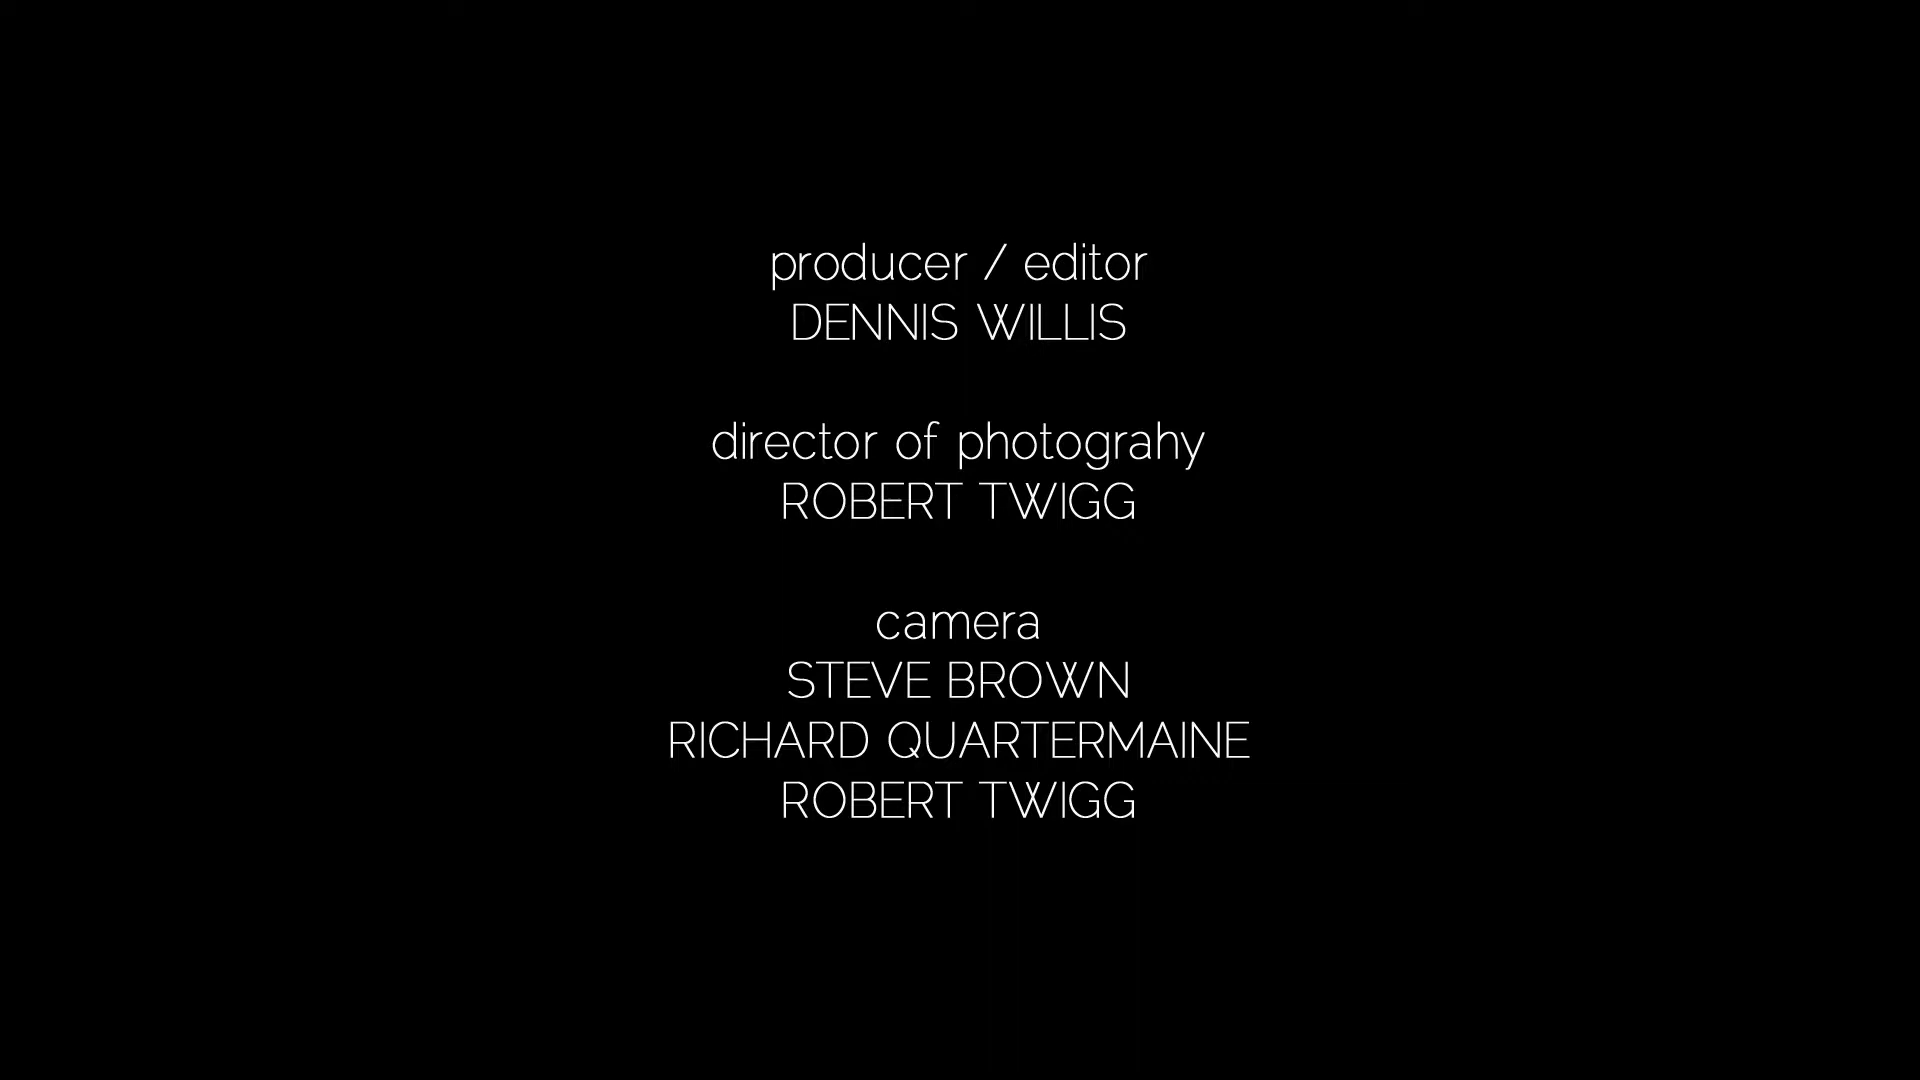 producer / editor
DENNIS WILLIS
director of photograhy
ROBERT TWIGG
camera
STEVE BROWN
RICHARD QUARTERMAINE
ROBERT TWIGG